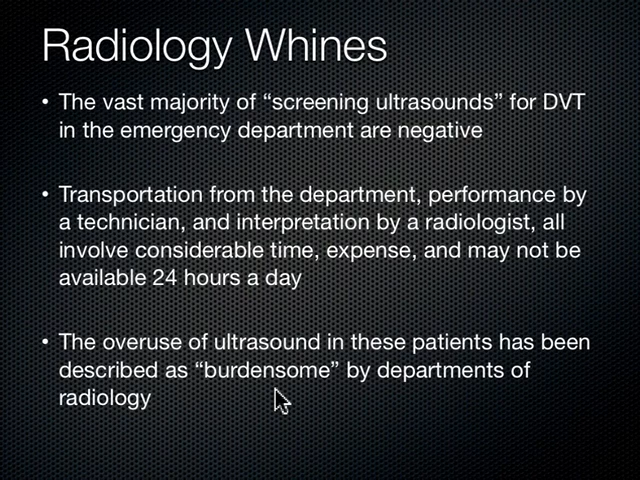 Radiology Whines
• The vast majority of “screening ultrasounds” for DVT
in the emergency department are negative
• Transportation from the department, performance by
a technician, and interpretation by a radiologist, all
involve considerable time, expense, and may not be
available 24 hours a day
• The overuse of ultrasound in these patients has been
described as “burdensome” by departments of
radiology